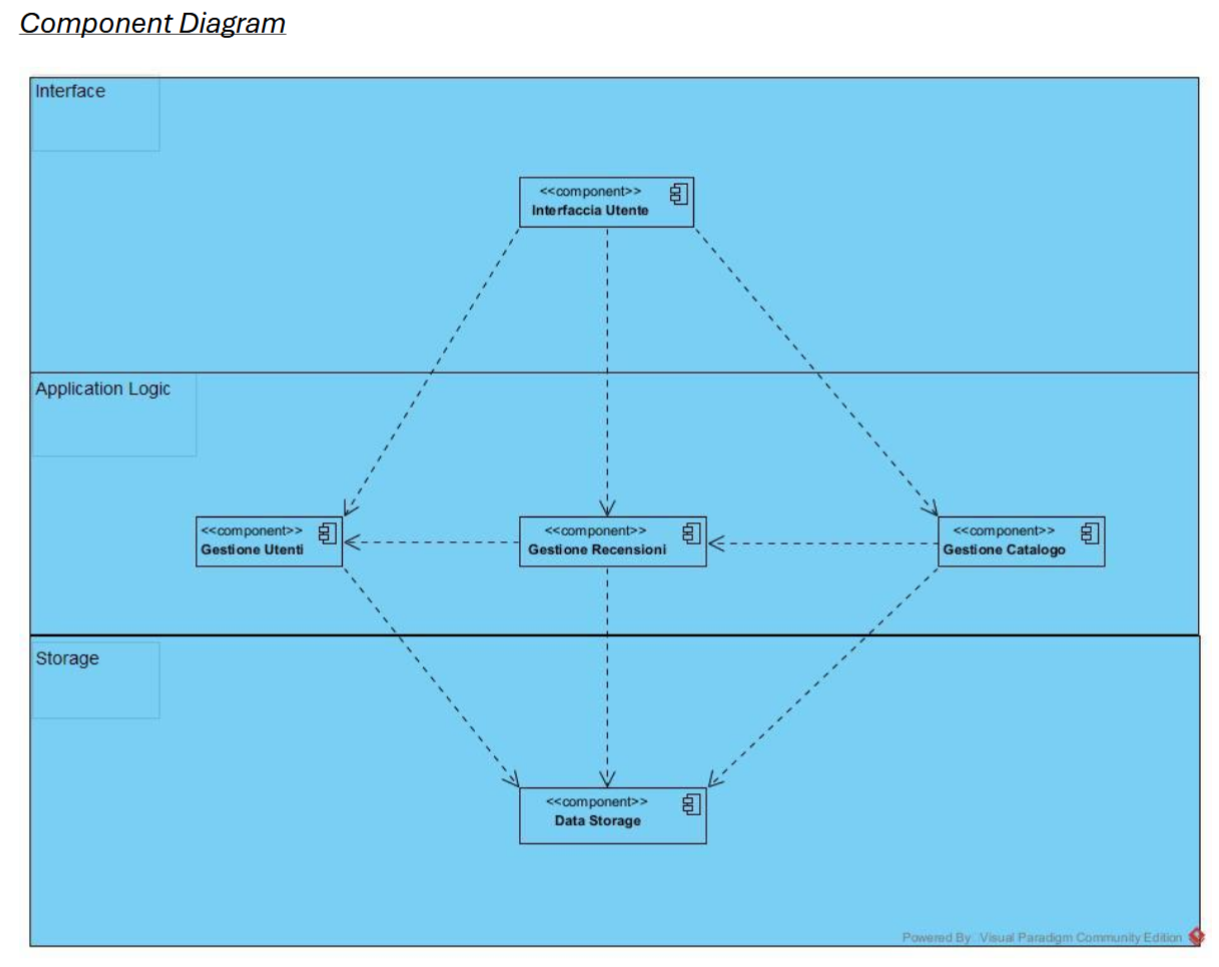 Component Diagram
Interface
<<component>>
Interfaccia Utente
Application Logic
<<component>>
Gestione Utenti
<<component>>
Gestione Recensioni
<<component>>
Gestione Catalogo
Storage
<<component>>
Data Storage
Powered By: Visual Paradigm Community Edition